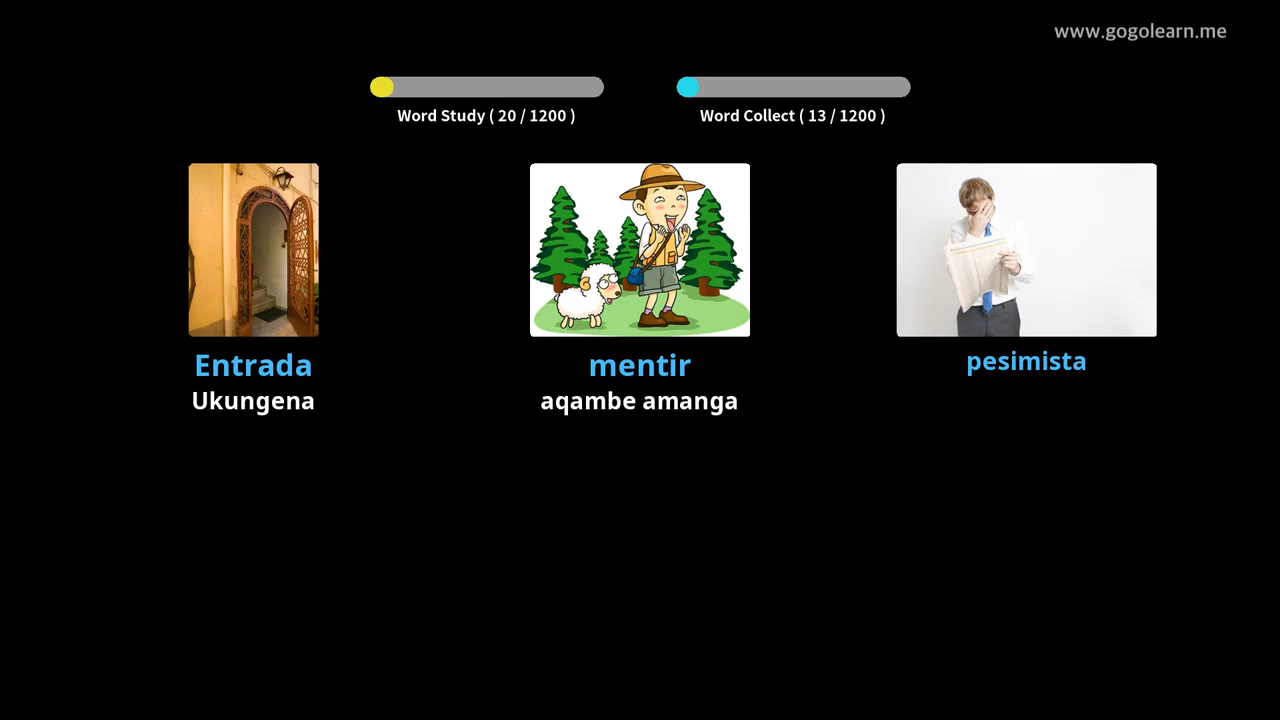 www.gogolearn.me
Word Study ( 20 / 1200 )
Word Collect ( 13 / 1200 )
Entrada
Ukungena
mentir
aqambe amanga
pesimista